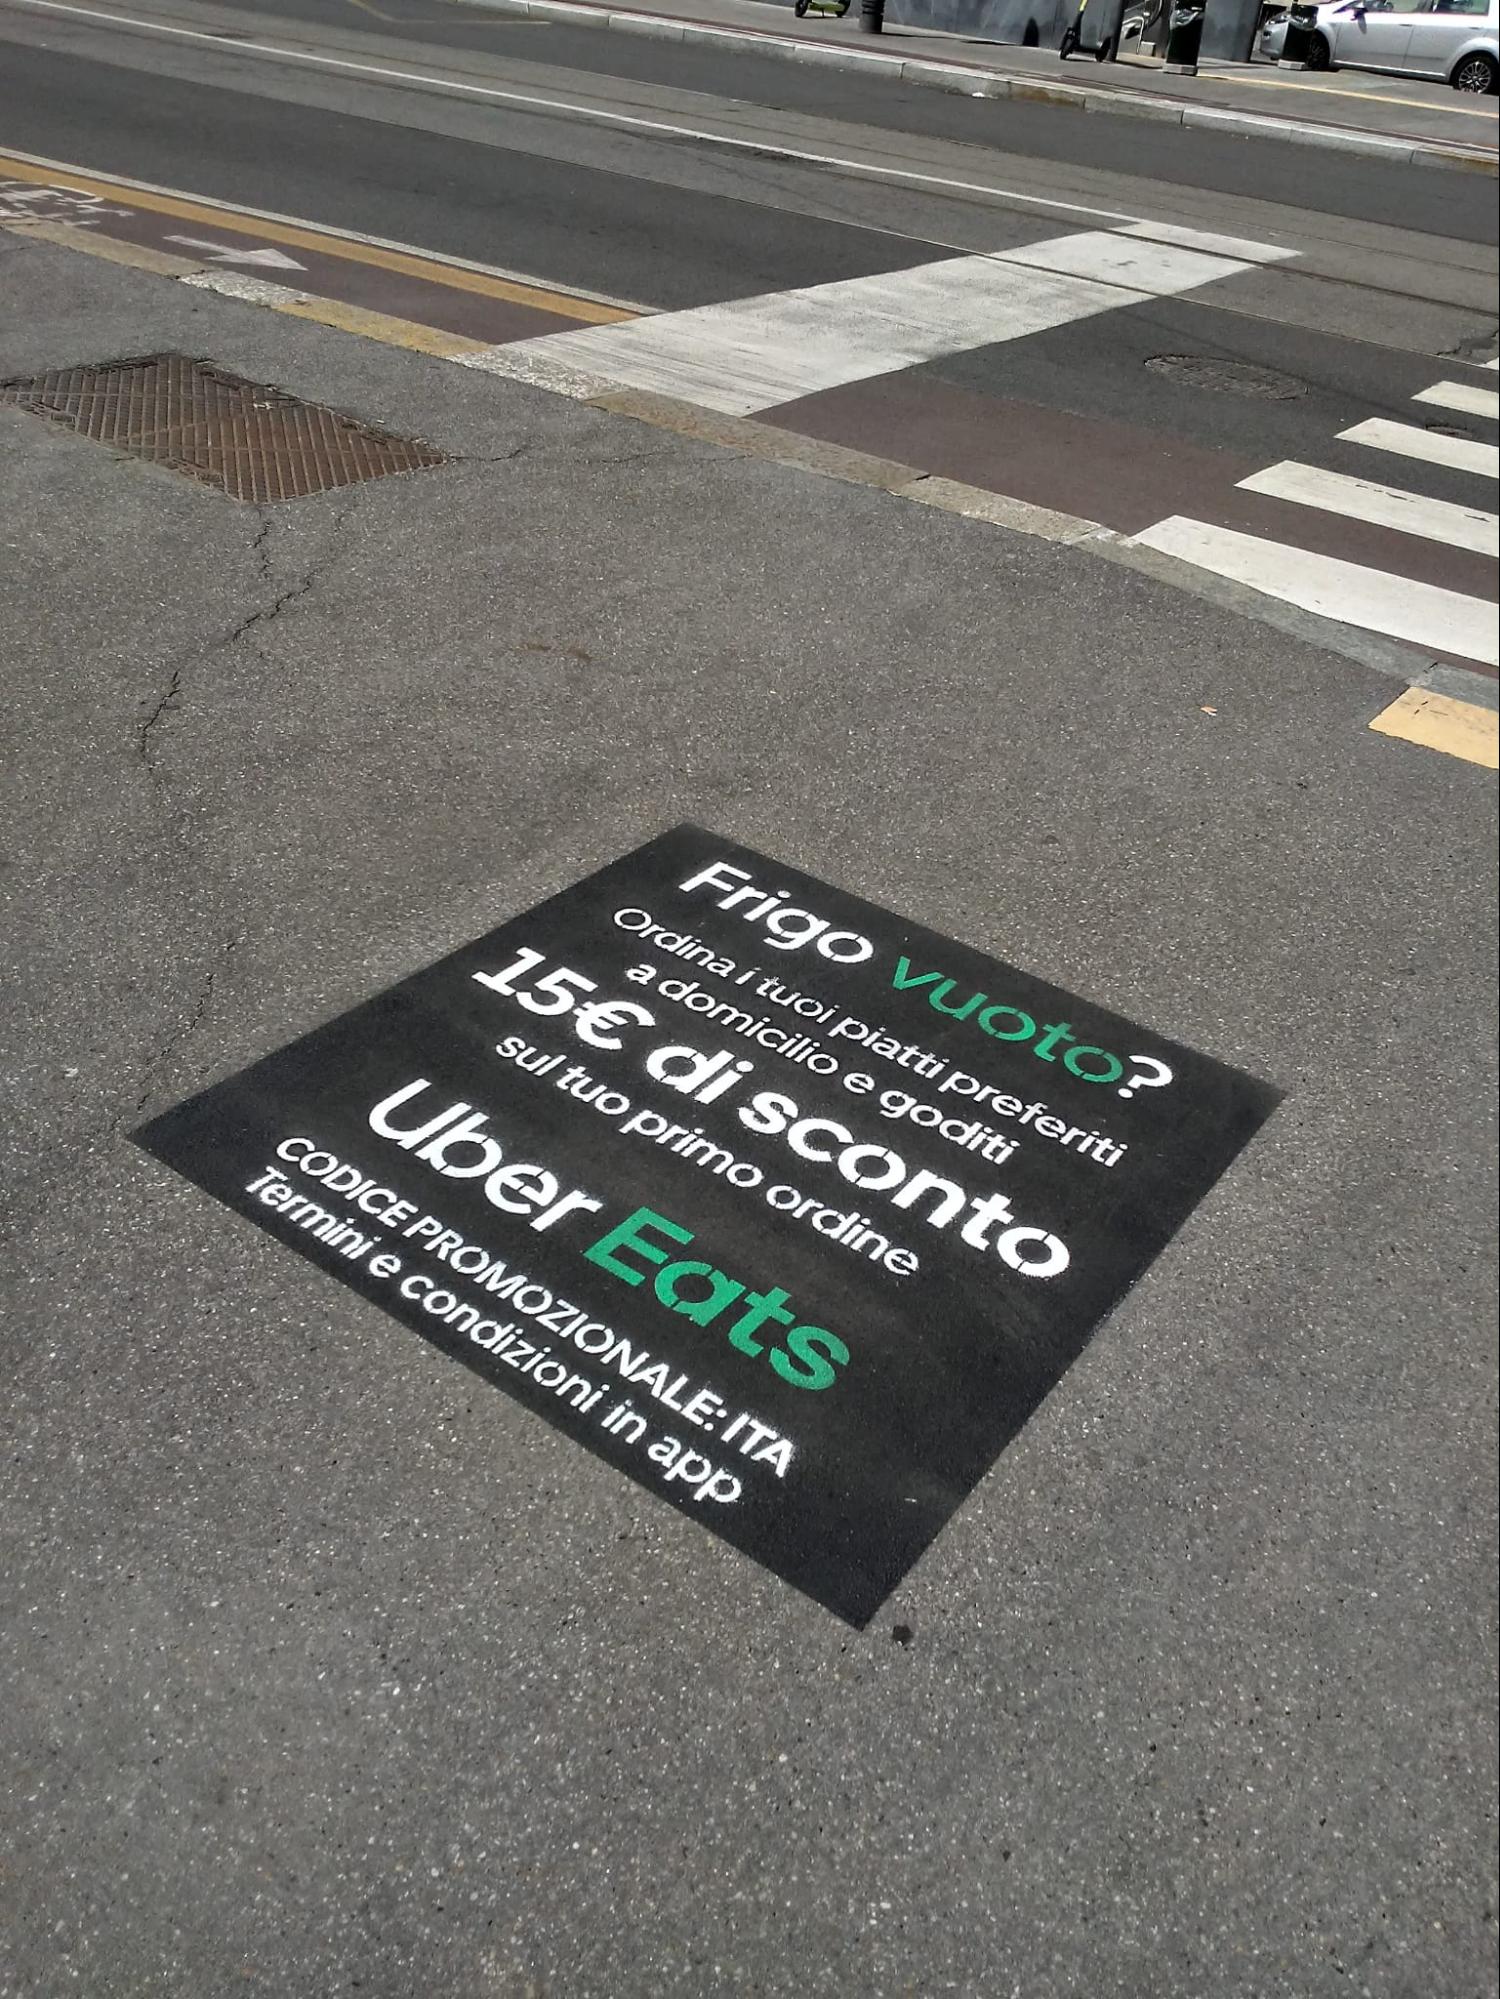 Frigo vuoto?
Ordina i tuoi piatti preferiti
a domicilio e goditi
15€ di sconto
sul tuo primo ordine
Uber Eats
CODICE PROMOZIONALE: ITA
Termini e condizioni in app